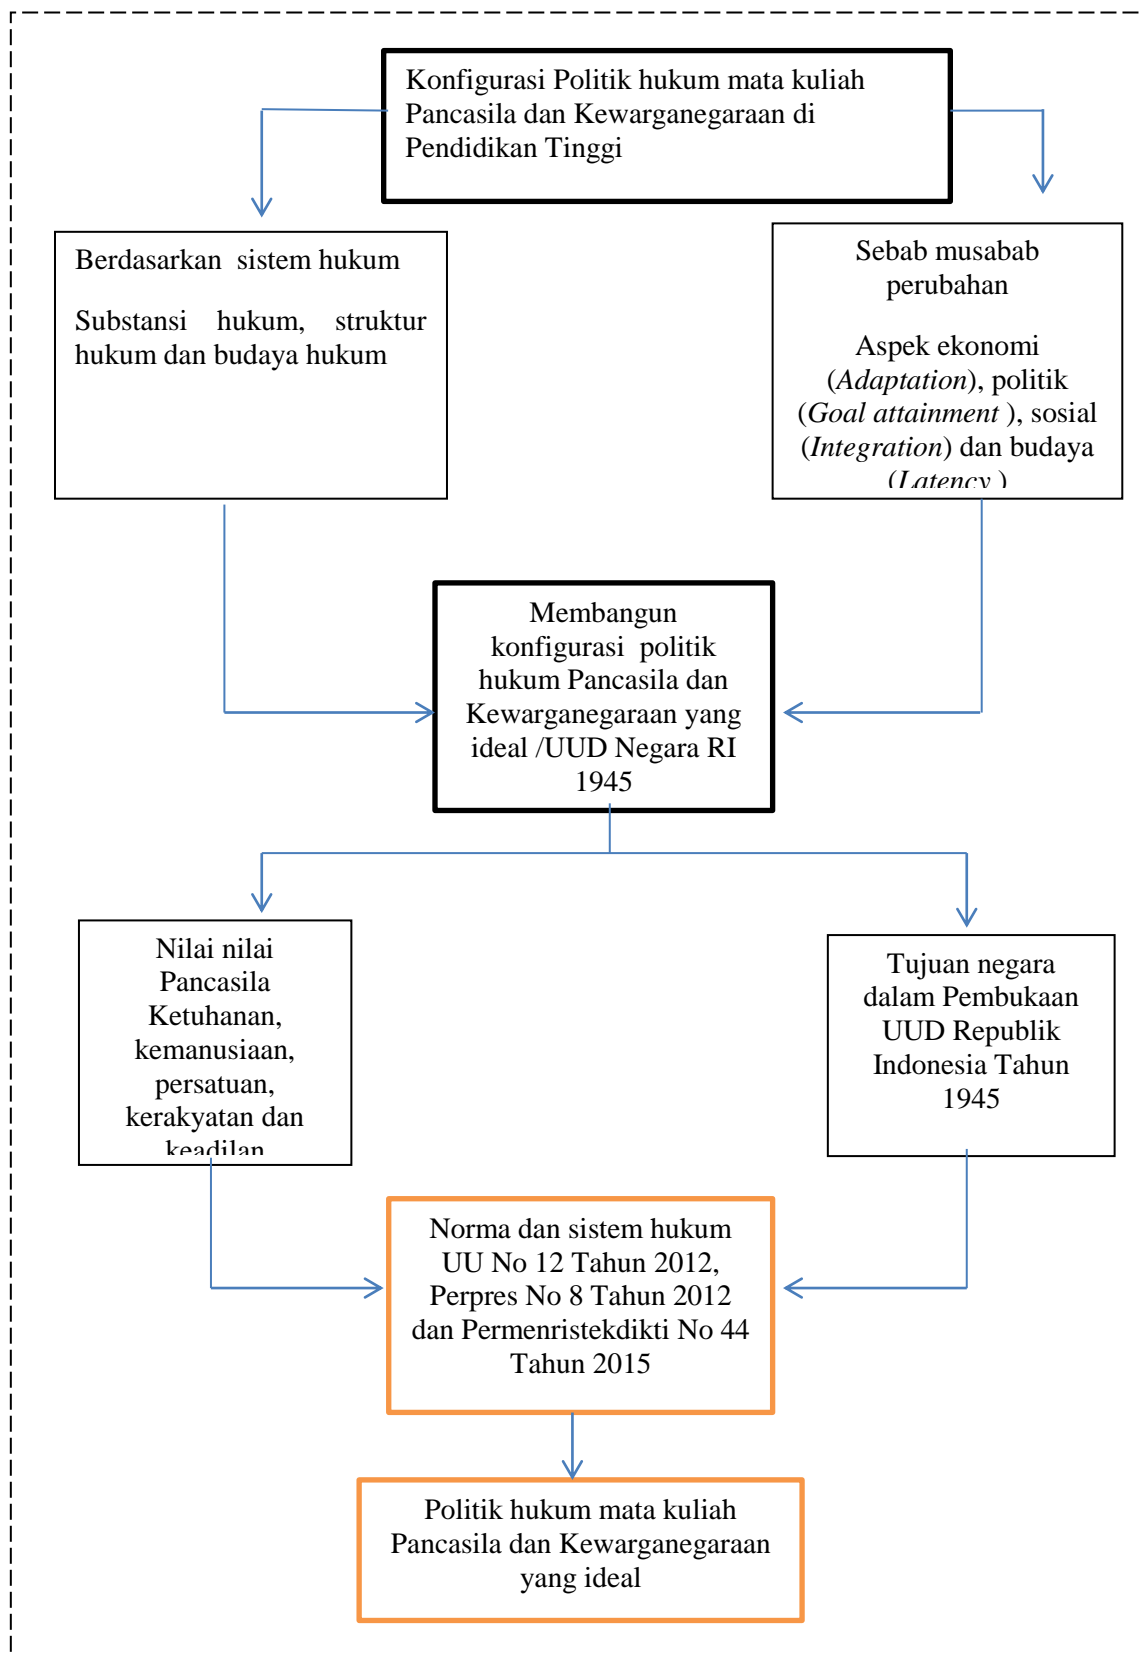 Konfigurasi Politik hukum mata kuliah
Pancasila dan Kewarganegaraan di
Pendidikan Tinggi
Berdasarkan sistem hukum
Substansi hukum, struktur
hukum dan budaya hukum
Sebab musabab
perubahan
Aspek ekonomi
(Adaptation), politik
(Goal attainment ), sosial
(Integration) dan budaya
(Latency )
Membangun
konfigurasi politik
hukum Pancasila dan
Kewarganegaraan yang
ideal /UUD Negara RI
1945
Nilai nilai
Pancasila
Ketuhanan,
kemanusiaan,
persatuan,
kerakyatan dan
keadilan
Tujuan negara
dalam Pembukaan
UUD Republik
Indonesia Tahun
1945
Norma dan sistem hukum
UU No 12 Tahun 2012,
Perpres No 8 Tahun 2012
dan Permenristekdikti No 44
Tahun 2015
Politik hukum mata kuliah
Pancasila dan Kewarganegaraan
yang ideal